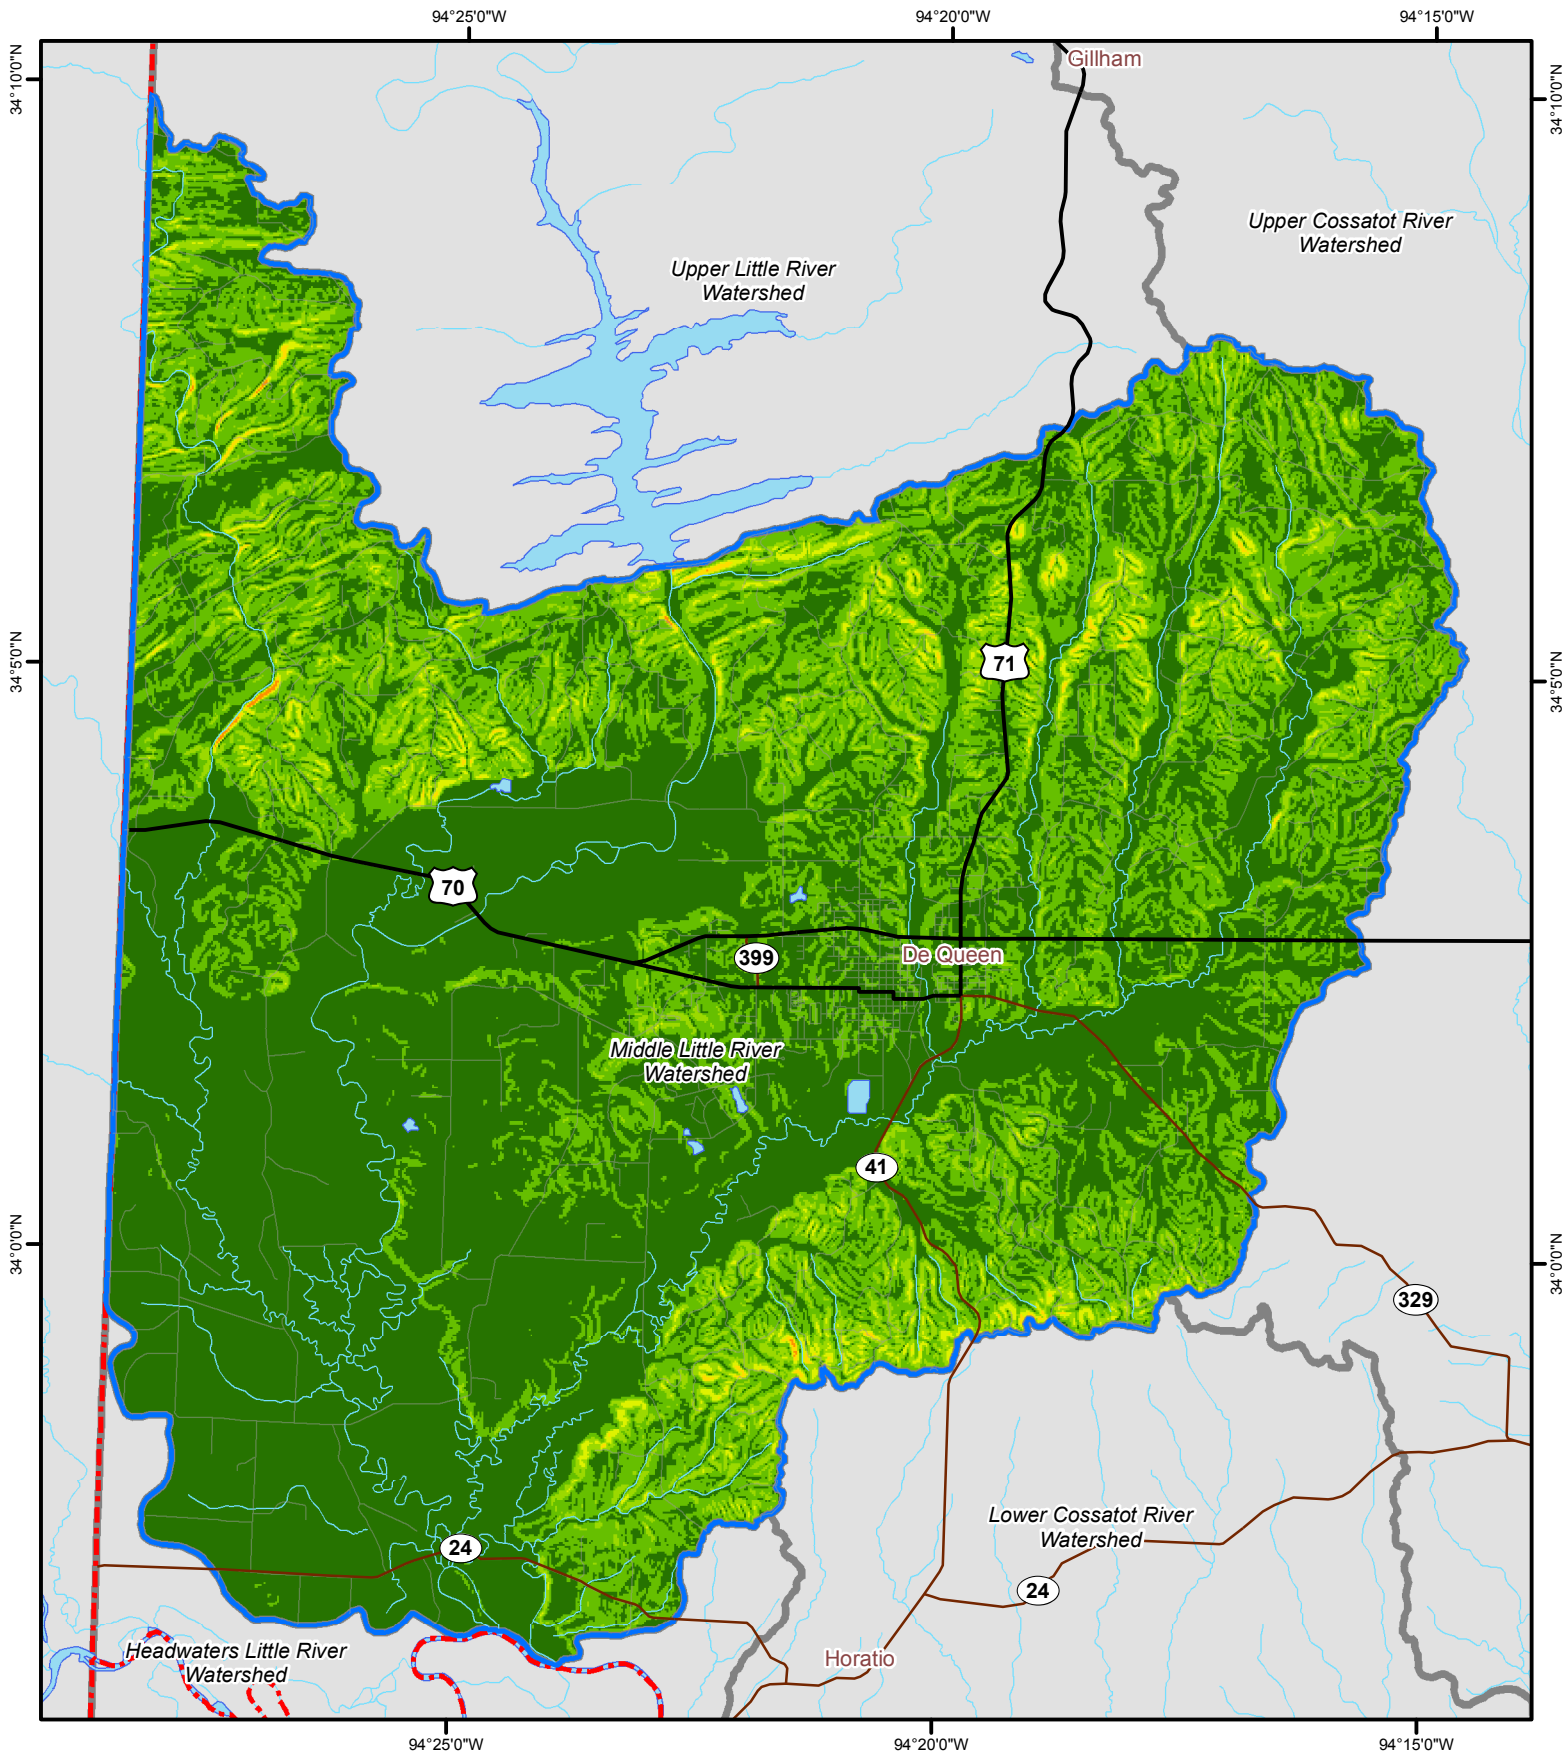 94°25'0"W
94°20'0"W
94°15'0"W
34°10'0"N
34°10'0"N
Gillham
Upper Cossatot River
Watershed
Upper Little River
Watershed
34°5'0"N
34°5'0"N
71
70
399
De Queen
Middle Little River
Watershed
41
34°0'0"N
34°0'0"N
329
Lower Cossatot River
Watershed
24
24
Headwaters Little River
Watershed
Horatio
94°25'0"W
94°20'0"W
94°15'0"W